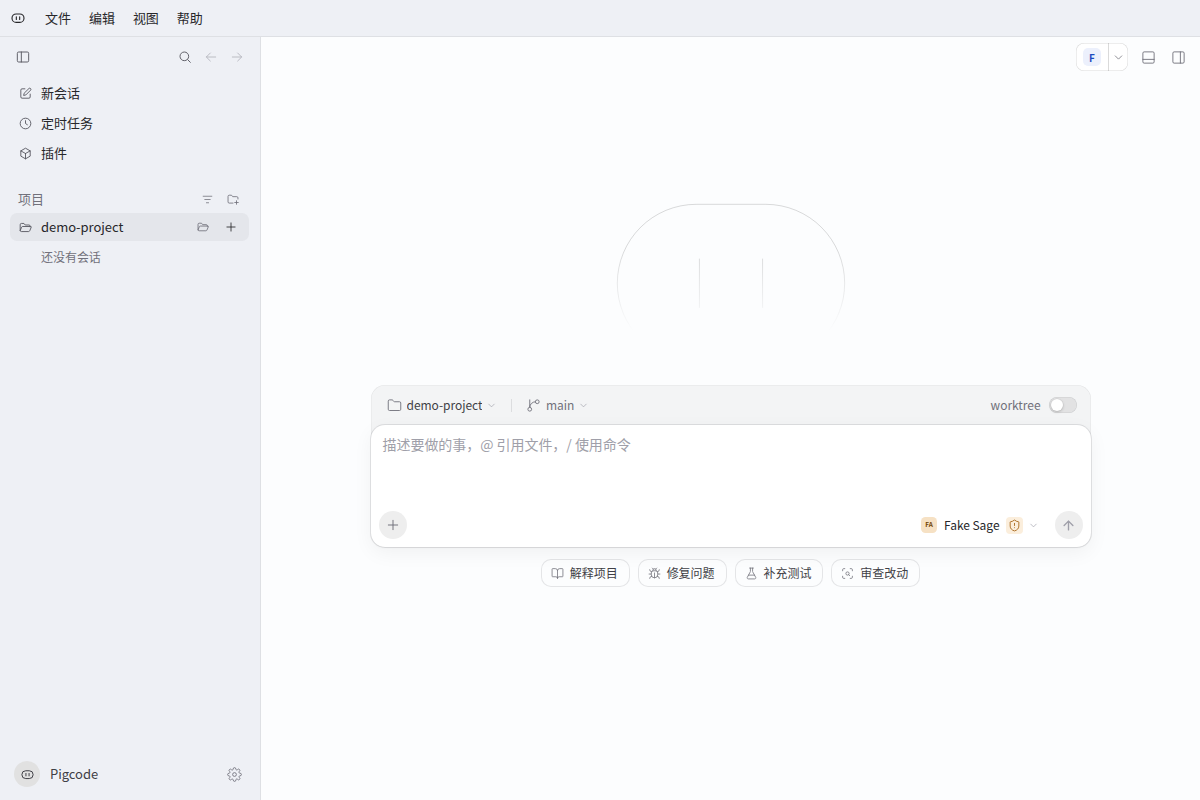 文件 编辑 视图 帮助
新会话
定时任务
插件
项目
demo-project
还没有会话
Pigcode
F
demo-project main worktree
描述要做的事，@ 引用文件，/ 使用命令
FA Fake Sage
解释项目 修复问题 补充测试 审查改动